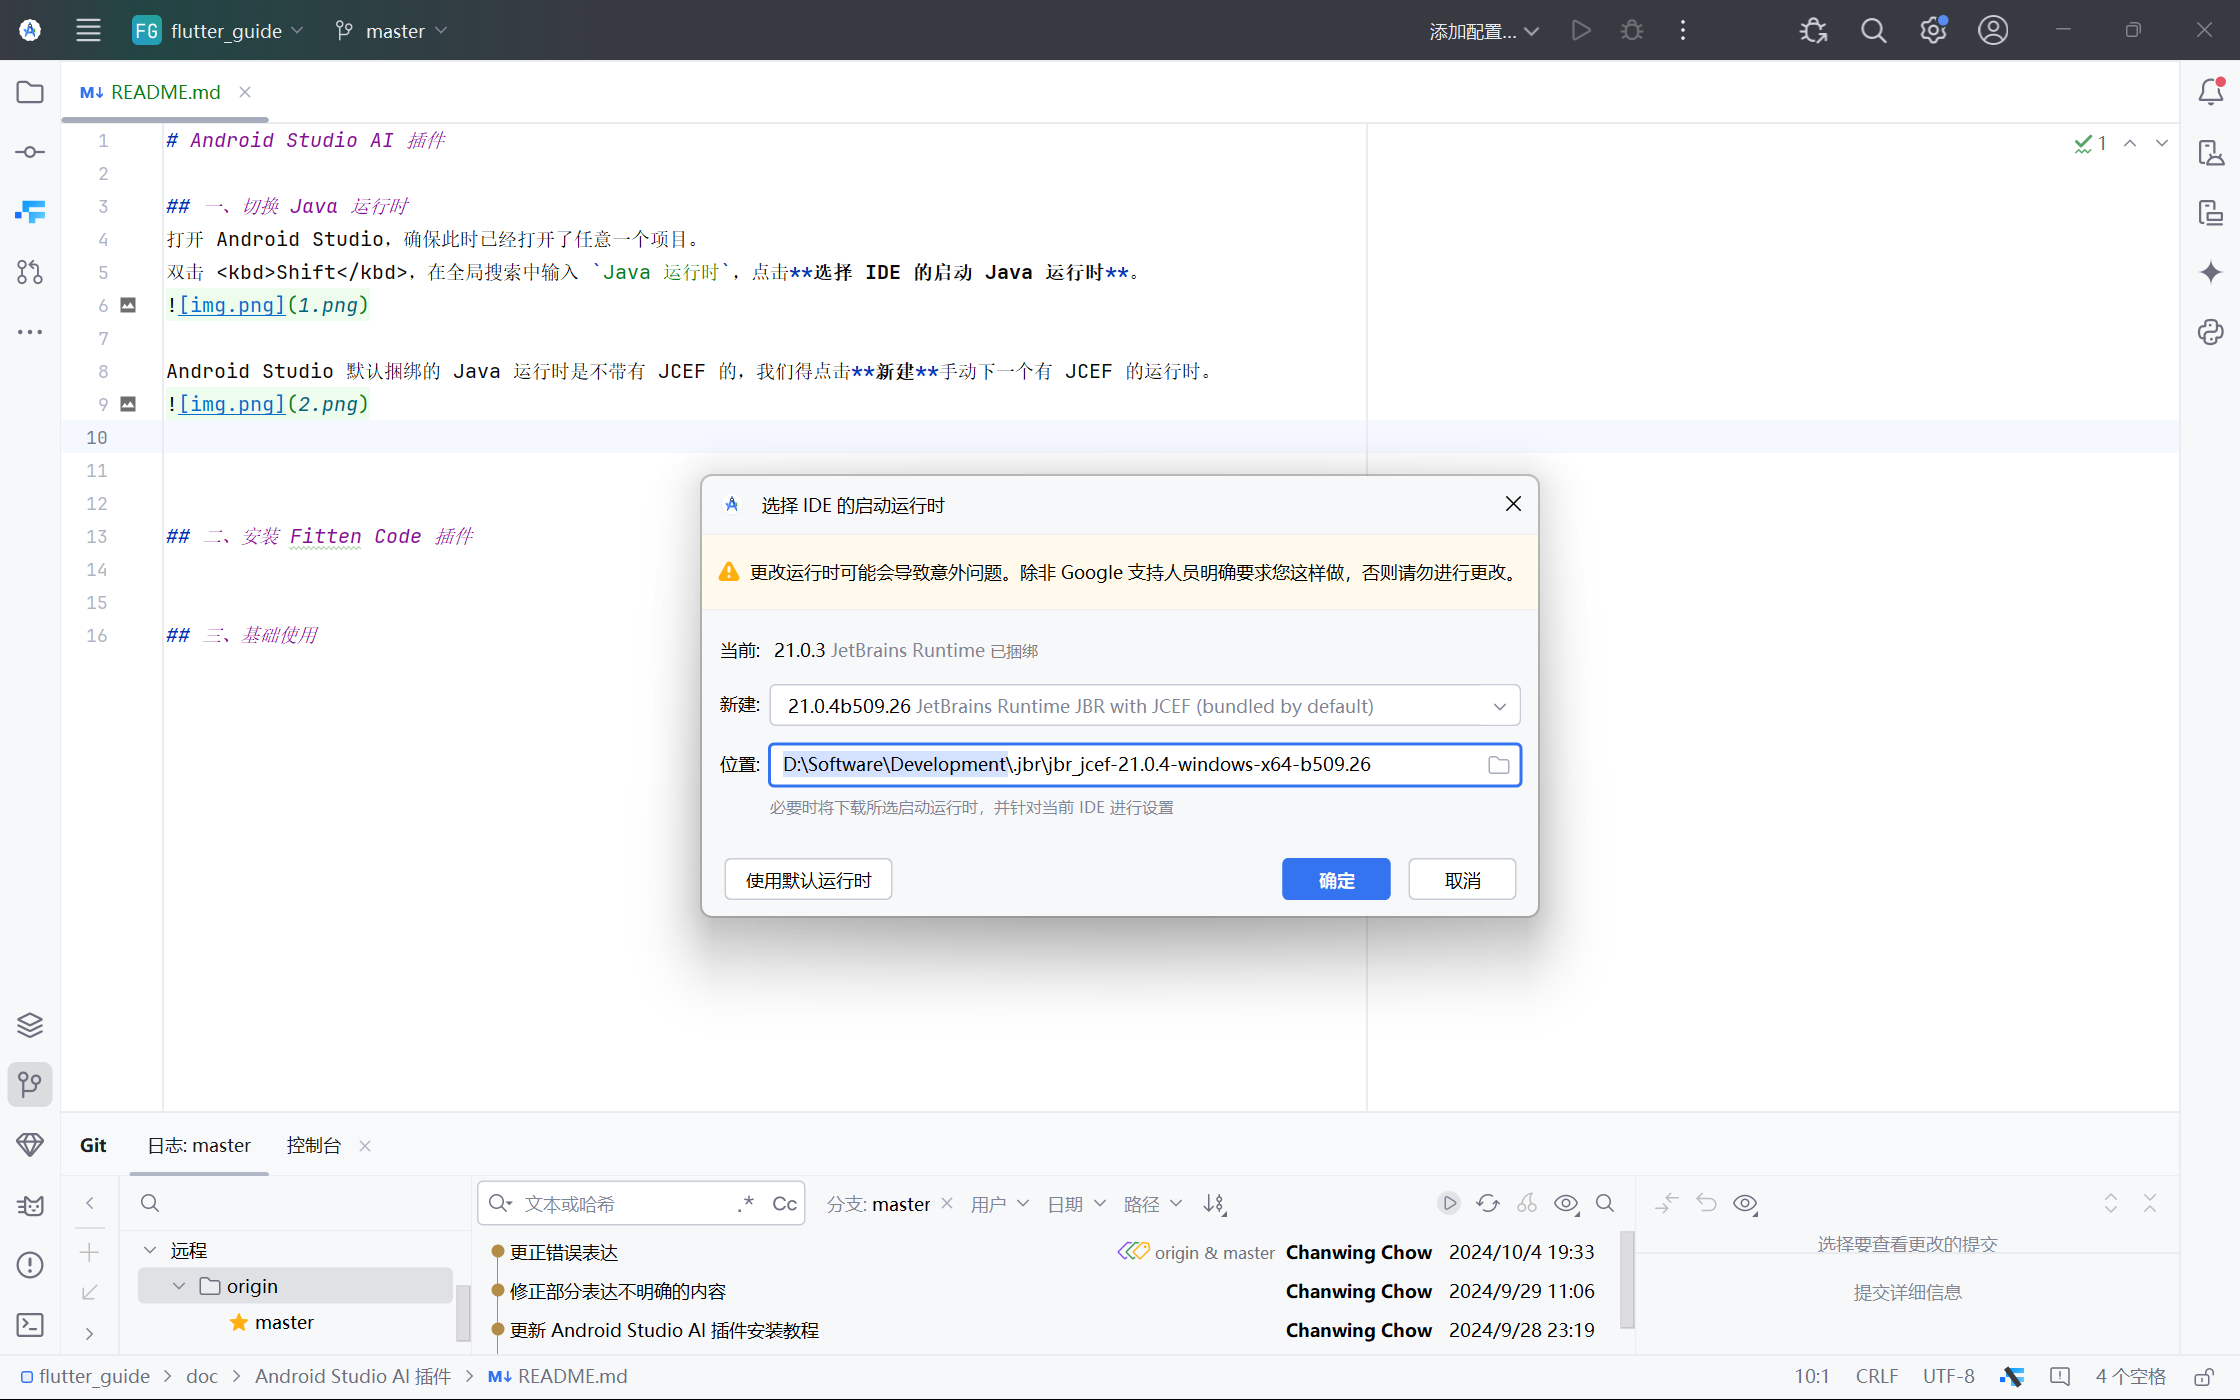 FG flutter_guide master 添加配置...
M↓ README.md
1 # Android Studio AI 插件
2
3 ## 一、切换 Java 运行时
4 打开 Android Studio，确保此时已经打开了任意一个项目。
5 双击 <kbd>Shift</kbd>，在全局搜索中输入 `Java 运行时`，点击**选择 IDE 的启动 Java 运行时**。
6 ![img.png](1.png)
7
8 Android Studio 默认捆绑的 Java 运行时是不带有 JCEF 的，我们得点击**新建**手动下一个有 JCEF 的运行时。
9 ![img.png](2.png)
10
11
12
13 ## 二、安装 Fitten Code 插件
14
15
16 ## 三、基础使用
1
选择 IDE 的启动运行时
更改运行时可能会导致意外问题。除非 Google 支持人员明确要求您这样做，否则请勿进行更改。
当前: 21.0.3 JetBrains Runtime 已捆绑
新建: 21.0.4b509.26 JetBrains Runtime JBR with JCEF (bundled by default)
位置: D:\Software\Development\.jbr\jbr_jcef-21.0.4-windows-x64-b509.26
必要时将下载所选启动运行时，并针对当前 IDE 进行设置
使用默认运行时 确定 取消
Git 日志: master 控制台
文本或哈希 .* Cc 分支: master 用户 日期 路径
远程
origin
master
更正错误表达 origin & master Chanwing Chow 2024/10/4 19:33
修正部分表达不明确的内容 Chanwing Chow 2024/9/29 11:06
更新 Android Studio AI 插件安装教程 Chanwing Chow 2024/9/28 23:19
选择要查看更改的提交
提交详细信息
flutter_guide > doc > Android Studio AI 插件 > M↓ README.md 10:1 CRLF UTF-8 4 个空格